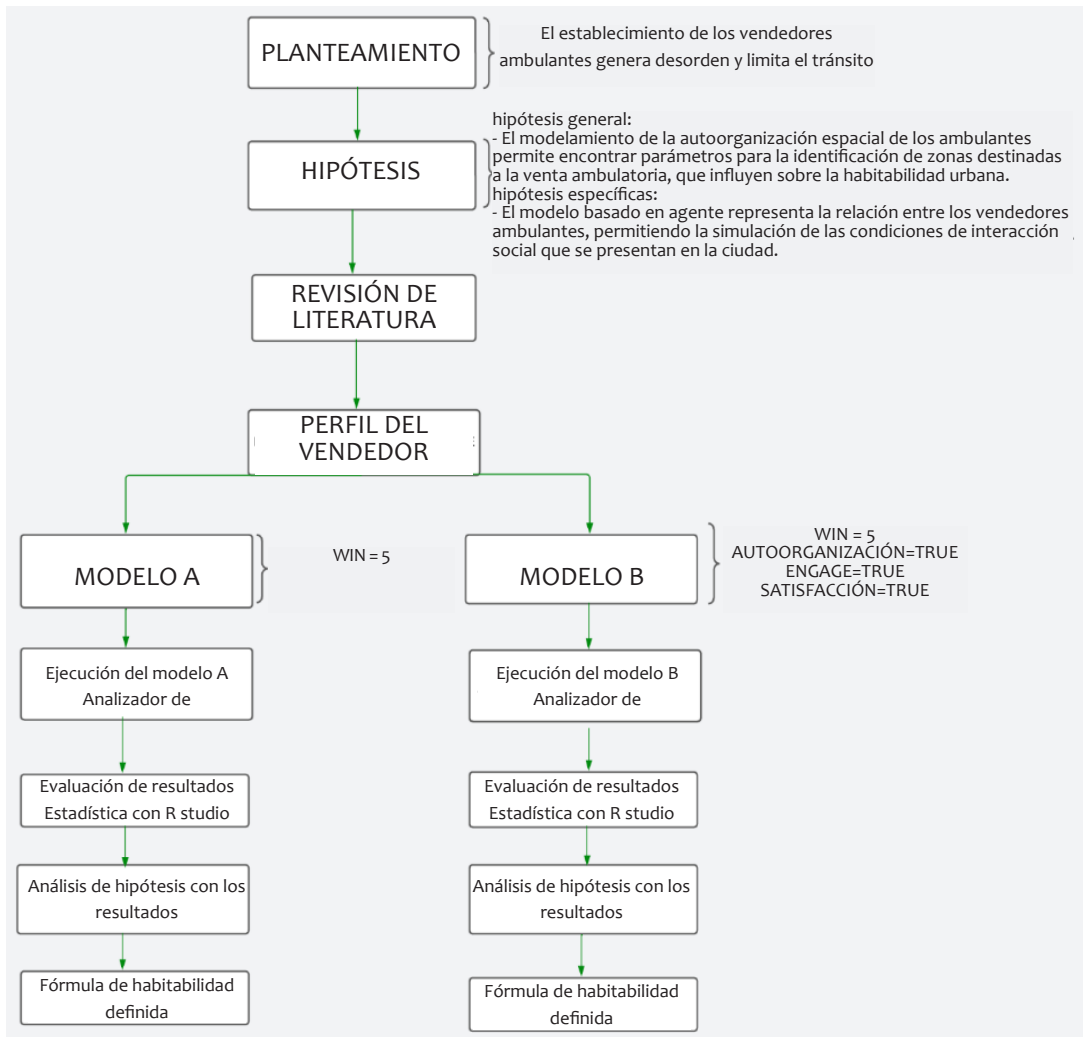 PLANTEAMIENTO
El establecimiento de los vendedores
ambulantes genera desorden y limita el tránsito
HIPÓTESIS
hipótesis general:
- El modelamiento de la autoorganización espacial de los ambulantes
permite encontrar parámetros para la identificación de zonas destinadas
a la venta ambulatoria, que influyen sobre la habitabilidad urbana.
hipótesis específicas:
- El modelo basado en agente representa la relación entre los vendedores
ambulantes, permitiendo la simulación de las condiciones de interacción
social que se presentan en la ciudad.
REVISIÓN DE
LITERATURA
PERFIL DEL
VENDEDOR
MODELO A
WIN = 5
MODELO B
WIN = 5
AUTOORGANIZACIÓN=TRUE
ENGAGE=TRUE
SATISFACCIÓN=TRUE
Ejecución del modelo A
Analizador de
Ejecución del modelo B
Analizador de
Evaluación de resultados
Estadística con R studio
Evaluación de resultados
Estadística con R studio
Análisis de hipótesis con los
resultados
Análisis de hipótesis con los
resultados
Fórmula de habitabilidad
definida
Fórmula de habitabilidad
definida